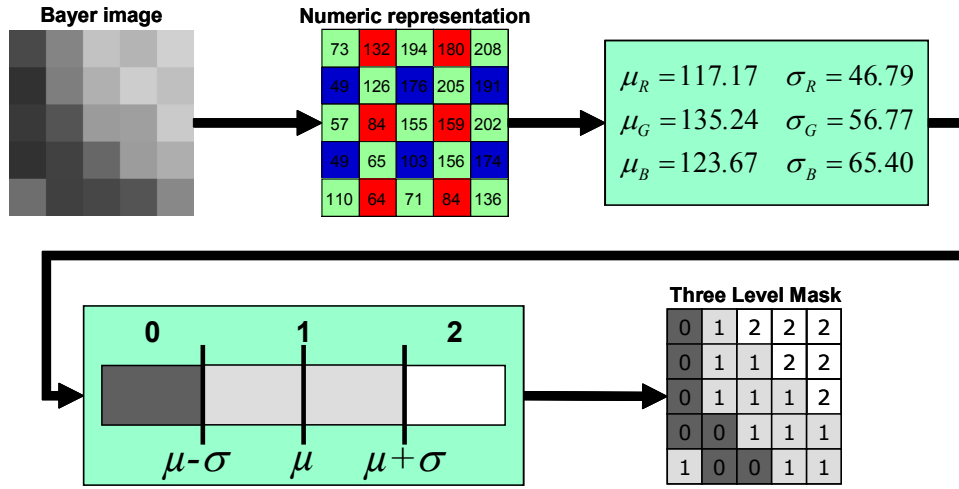 Bayer image
Numeric representation
73 132 194 180 208
49 126 176 205 191
57 84 155 159 202
49 65 103 156 174
110 64 71 84 136
μR = 117.17 σR = 46.79
μG = 135.24 σG = 56.77
μB = 123.67 σB = 65.40
0 1 2
μ-σ μ μ+σ
Three Level Mask
0 1 2 2 2
0 1 1 2 2
0 1 1 1 2
0 0 1 1 1
1 0 0 1 1